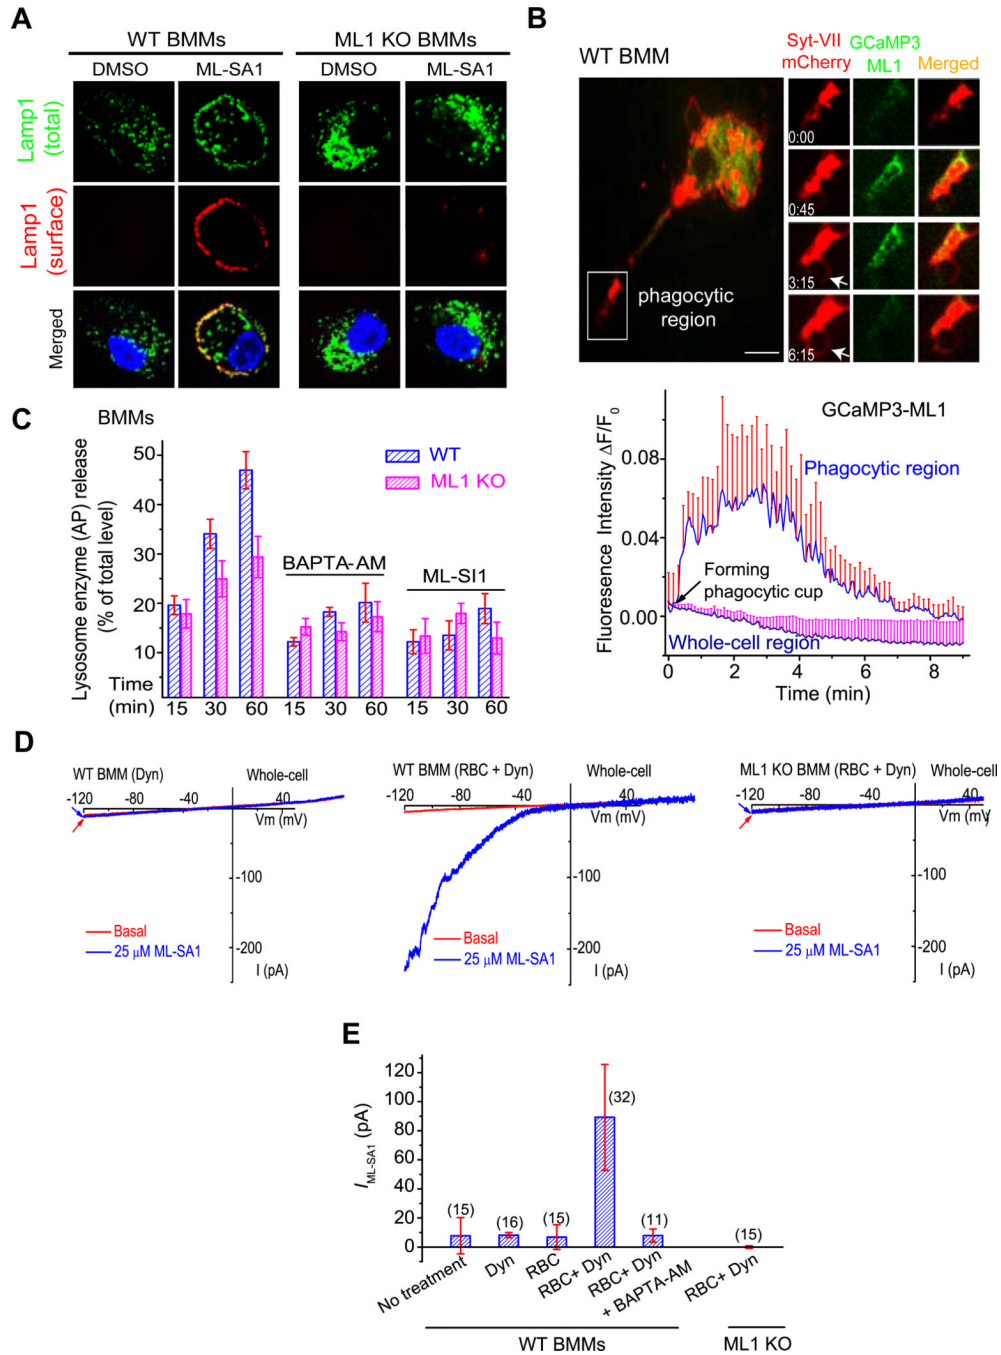 A
WT BMMs
ML1 KO BMMs
DMSO
ML-SA1
DMSO
ML-SA1
Lamp1
(total)
Lamp1
(surface)
Merged
B
WT BMM
Syt-VII
mCherry
GCaMP3
ML1
Merged
0:00
0:45
3:15
6:15
phagocytic
region
GCaMP3-ML1
Fluoresence Intensity ΔF/F0
0.08
0.04
0.00
Phagocytic region
Forming
phagocytic cup
Whole-cell region
0 2 4 6 8
Time (min)
C
BMMs
Lysosome enzyme (AP) release
(% of total level)
50
40
30
20
10
WT
ML1 KO
BAPTA-AM
ML-SI1
Time
(min)
15 30 60 15 30 60 15 30 60
D
WT BMM (Dyn)
Whole-cell
-120 -80 -40 40
Vm (mV)
-100
-200
I (pA)
Basal
25 μM ML-SA1
WT BMM (RBC + Dyn)
Whole-cell
-120 -80 -40 40
Vm (mV)
-100
-200
I (pA)
Basal
25 μM ML-SA1
ML1 KO BMM (RBC + Dyn)
Whole-cell
-120 -80 -40 40
Vm (mV)
-100
-200
I (pA)
Basal
25 μM ML-SA1
E
IML-SA1 (pA)
120
100
80
60
40
20
0
(15)
(16)
(15)
(32)
(11)
(15)
No treatment
Dyn
RBC
RBC+ Dyn
RBC+ Dyn
+ BAPTA-AM
RBC+ Dyn
WT BMMs
ML1 KO